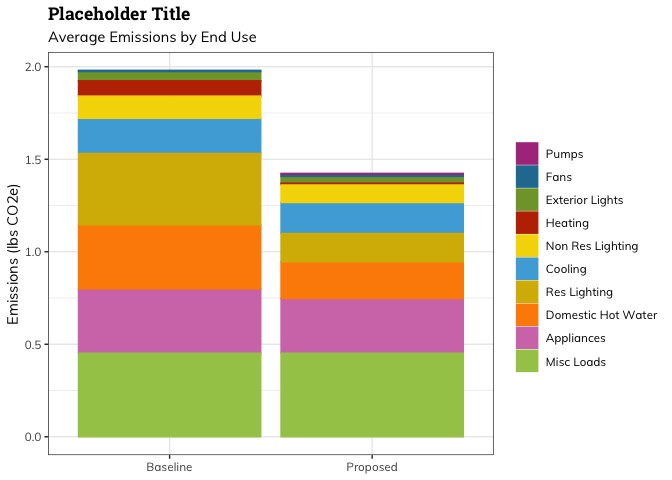 Placeholder Title
Average Emissions by End Use
Emissions (lbs CO2e)
2.0
1.5
1.0
0.5
0.0
Baseline
Proposed
Pumps
Fans
Exterior Lights
Heating
Non Res Lighting
Cooling
Res Lighting
Domestic Hot Water
Appliances
Misc Loads